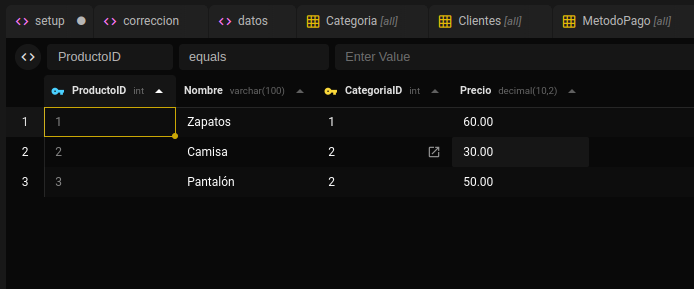 setup correccion datos Categoria [all] Clientes [all] MetodoPago [all]
ProductoID equals Enter Value
ProductoID int Nombre varchar(100) CategoriaID int Precio decimal(10,2)
1 1 Zapatos 1 60.00
2 2 Camisa 2 30.00
3 3 Pantalón 2 50.00